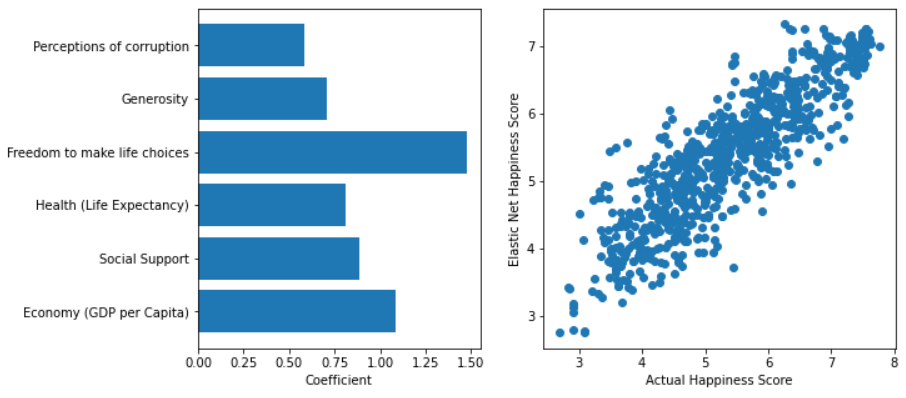 Perceptions of corruption
Generosity
Freedom to make life choices
Health (Life Expectancy)
Social Support
Economy (GDP per Capita)
0.00 0.25 0.50 0.75 1.00 1.25 1.50
Coefficient
Elastic Net Happiness Score
7
6
5
4
3
3 4 5 6 7 8
Actual Happiness Score